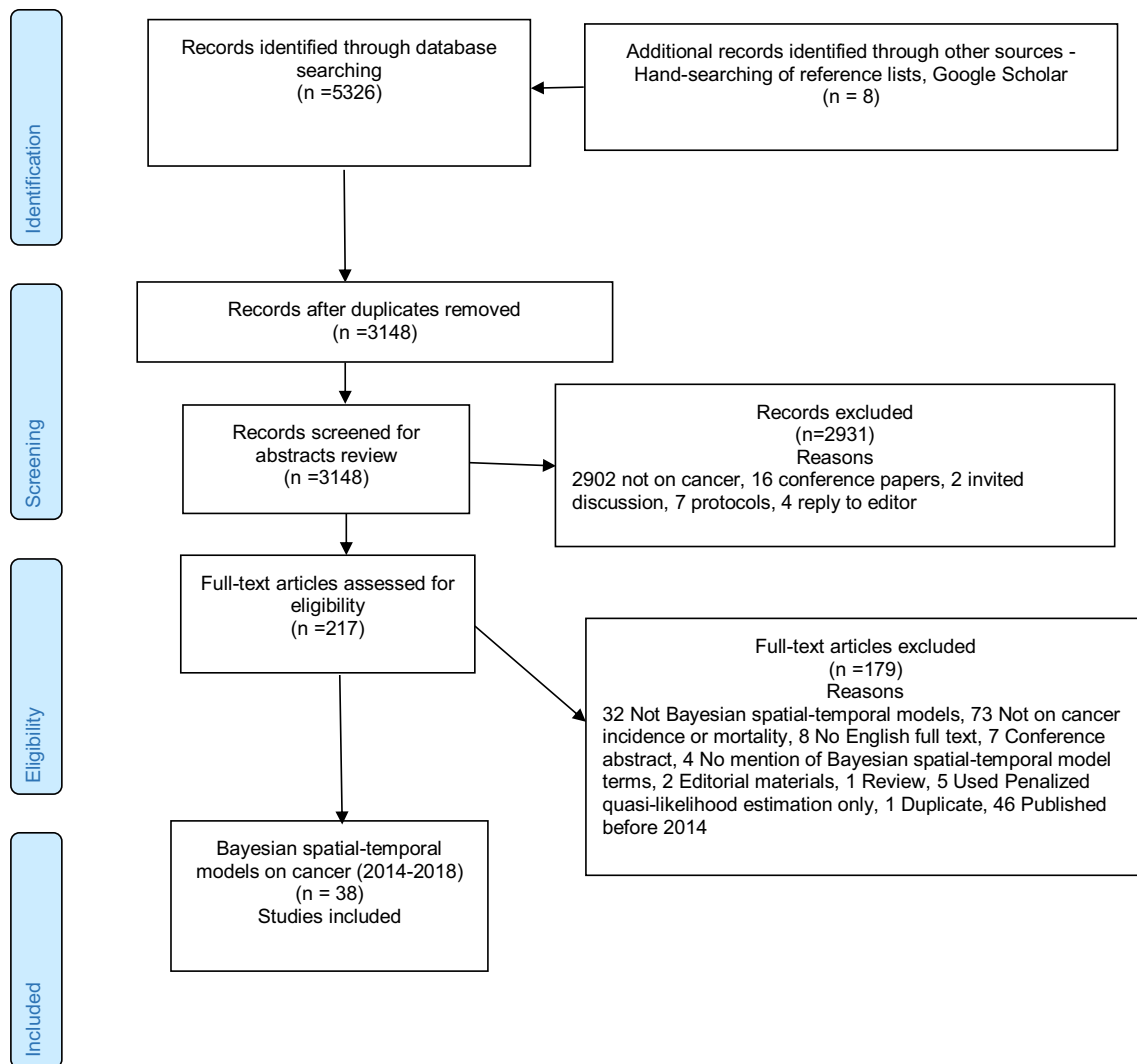 Identification
Records identified through database
searching
(n =5326)
Additional records identified through other sources -
Hand-searching of reference lists, Google Scholar
(n = 8)
Screening
Records after duplicates removed
(n =3148)
Records screened for
abstracts review
(n =3148)
Records excluded
(n=2931)
Reasons
2902 not on cancer, 16 conference papers, 2 invited
discussion, 7 protocols, 4 reply to editor
Eligibility
Full-text articles assessed for
eligibility
(n =217)
Full-text articles excluded
(n =179)
Reasons
32 Not Bayesian spatial-temporal models, 73 Not on cancer
incidence or mortality, 8 No English full text, 7 Conference
abstract, 4 No mention of Bayesian spatial-temporal model
terms, 2 Editorial materials, 1 Review, 5 Used Penalized
quasi-likelihood estimation only, 1 Duplicate, 46 Published
before 2014
Included
Bayesian spatial-temporal
models on cancer (2014-2018)
(n = 38)
Studies included